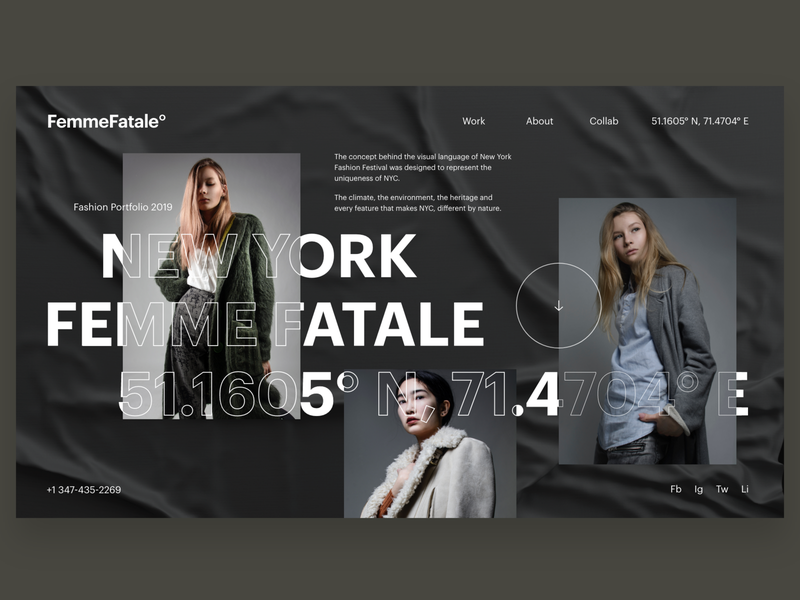 FemmeFatale°
Work
About
Collab
51.1605° N, 71.4704° E
The concept behind the visual language of New York
Fashion Festival was designed to represent the
uniqueness of NYC.
The climate, the environment, the heritage and
every feature that makes NYC, different by nature.
Fashion Portfolio 2019
NEW YORK
FEMME FATALE
51.1605° N, 71.4704° E
+1 347-435-2269
Fb Ig Tw Li